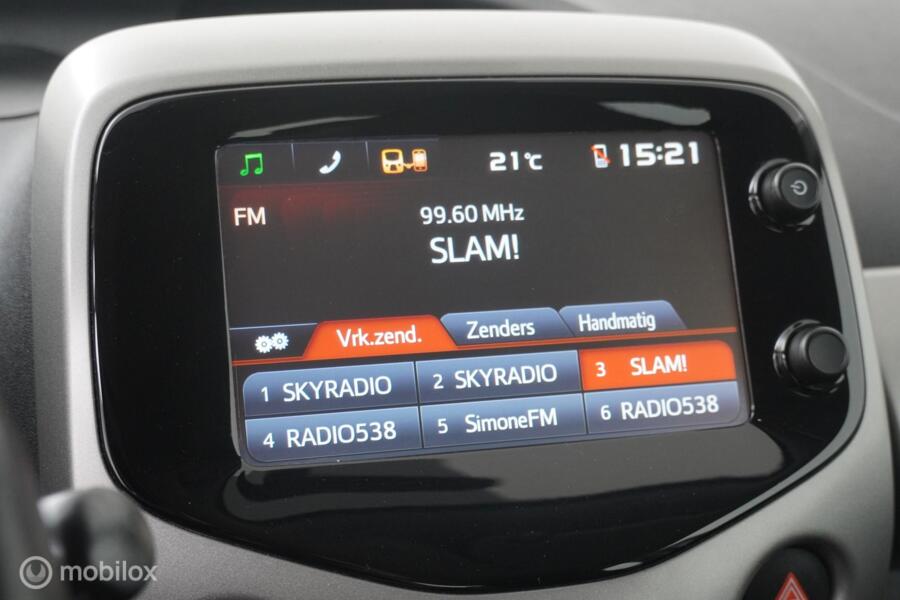 21°C 15:21
FM 99.60 MHz
SLAM!
Vrk.zend. Zenders Handmatig
1 SKYRADIO 2 SKYRADIO 3 SLAM!
4 RADIO538 5 SimoneFM 6 RADIO538
mobilox